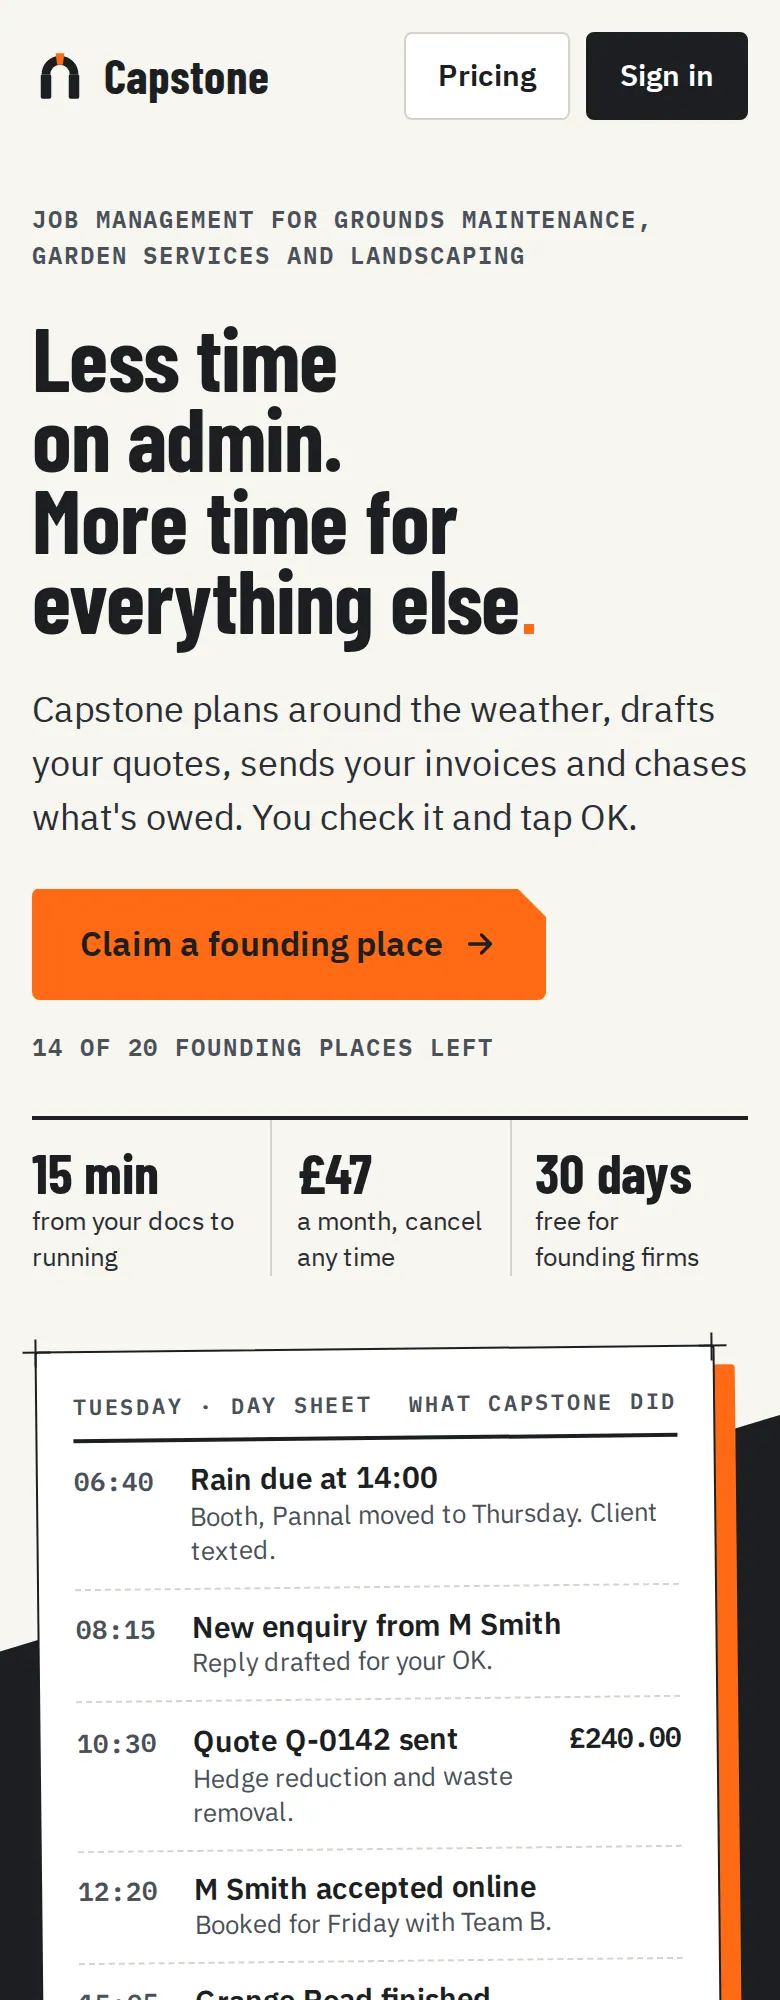 Capstone
Pricing
Sign in
JOB MANAGEMENT FOR GROUNDS MAINTENANCE,
GARDEN SERVICES AND LANDSCAPING
Less time
on admin.
More time for
everything else.
Capstone plans around the weather, drafts
your quotes, sends your invoices and chases
what's owed. You check it and tap OK.
Claim a founding place →
14 OF 20 FOUNDING PLACES LEFT
15 min
from your docs to
running
£47
a month, cancel
any time
30 days
free for
founding firms
TUESDAY · DAY SHEET
WHAT CAPSTONE DID
06:40
Rain due at 14:00
Booth, Pannal moved to Thursday. Client
texted.
08:15
New enquiry from M Smith
Reply drafted for your OK.
10:30
Quote Q-0142 sent
£240.00
Hedge reduction and waste
removal.
12:20
M Smith accepted online
Booked for Friday with Team B.
Grange Road finished